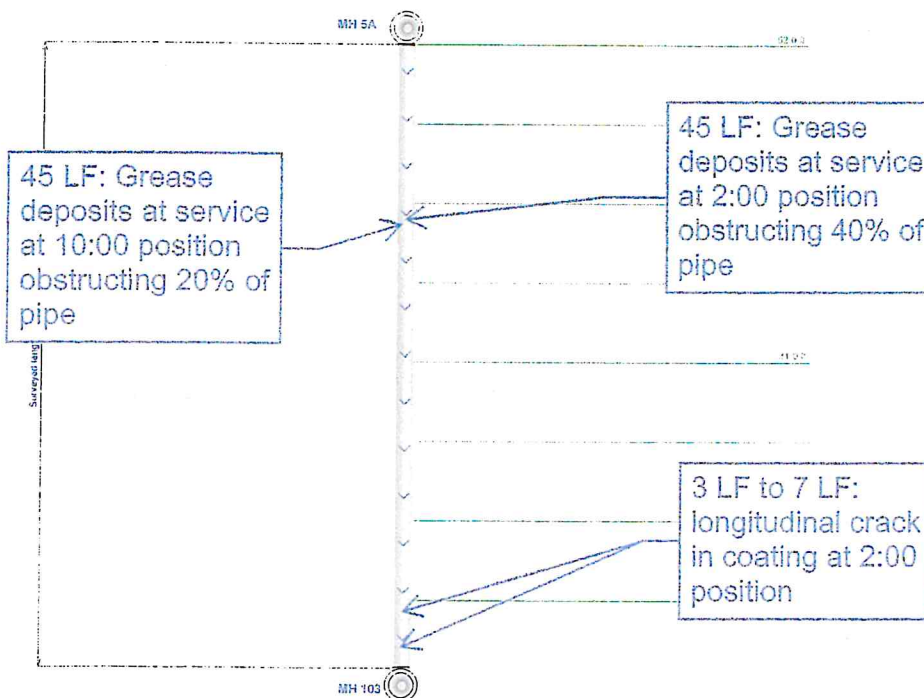 MH 5A
45 LF: Grease
deposits at service
at 10:00 position
obstructing 20% of
pipe
45 LF: Grease
deposits at service
at 2:00 position
obstructing 40% of
pipe
3 LF to 7 LF:
longitudinal crack
in coating at 2:00
position
MH 103